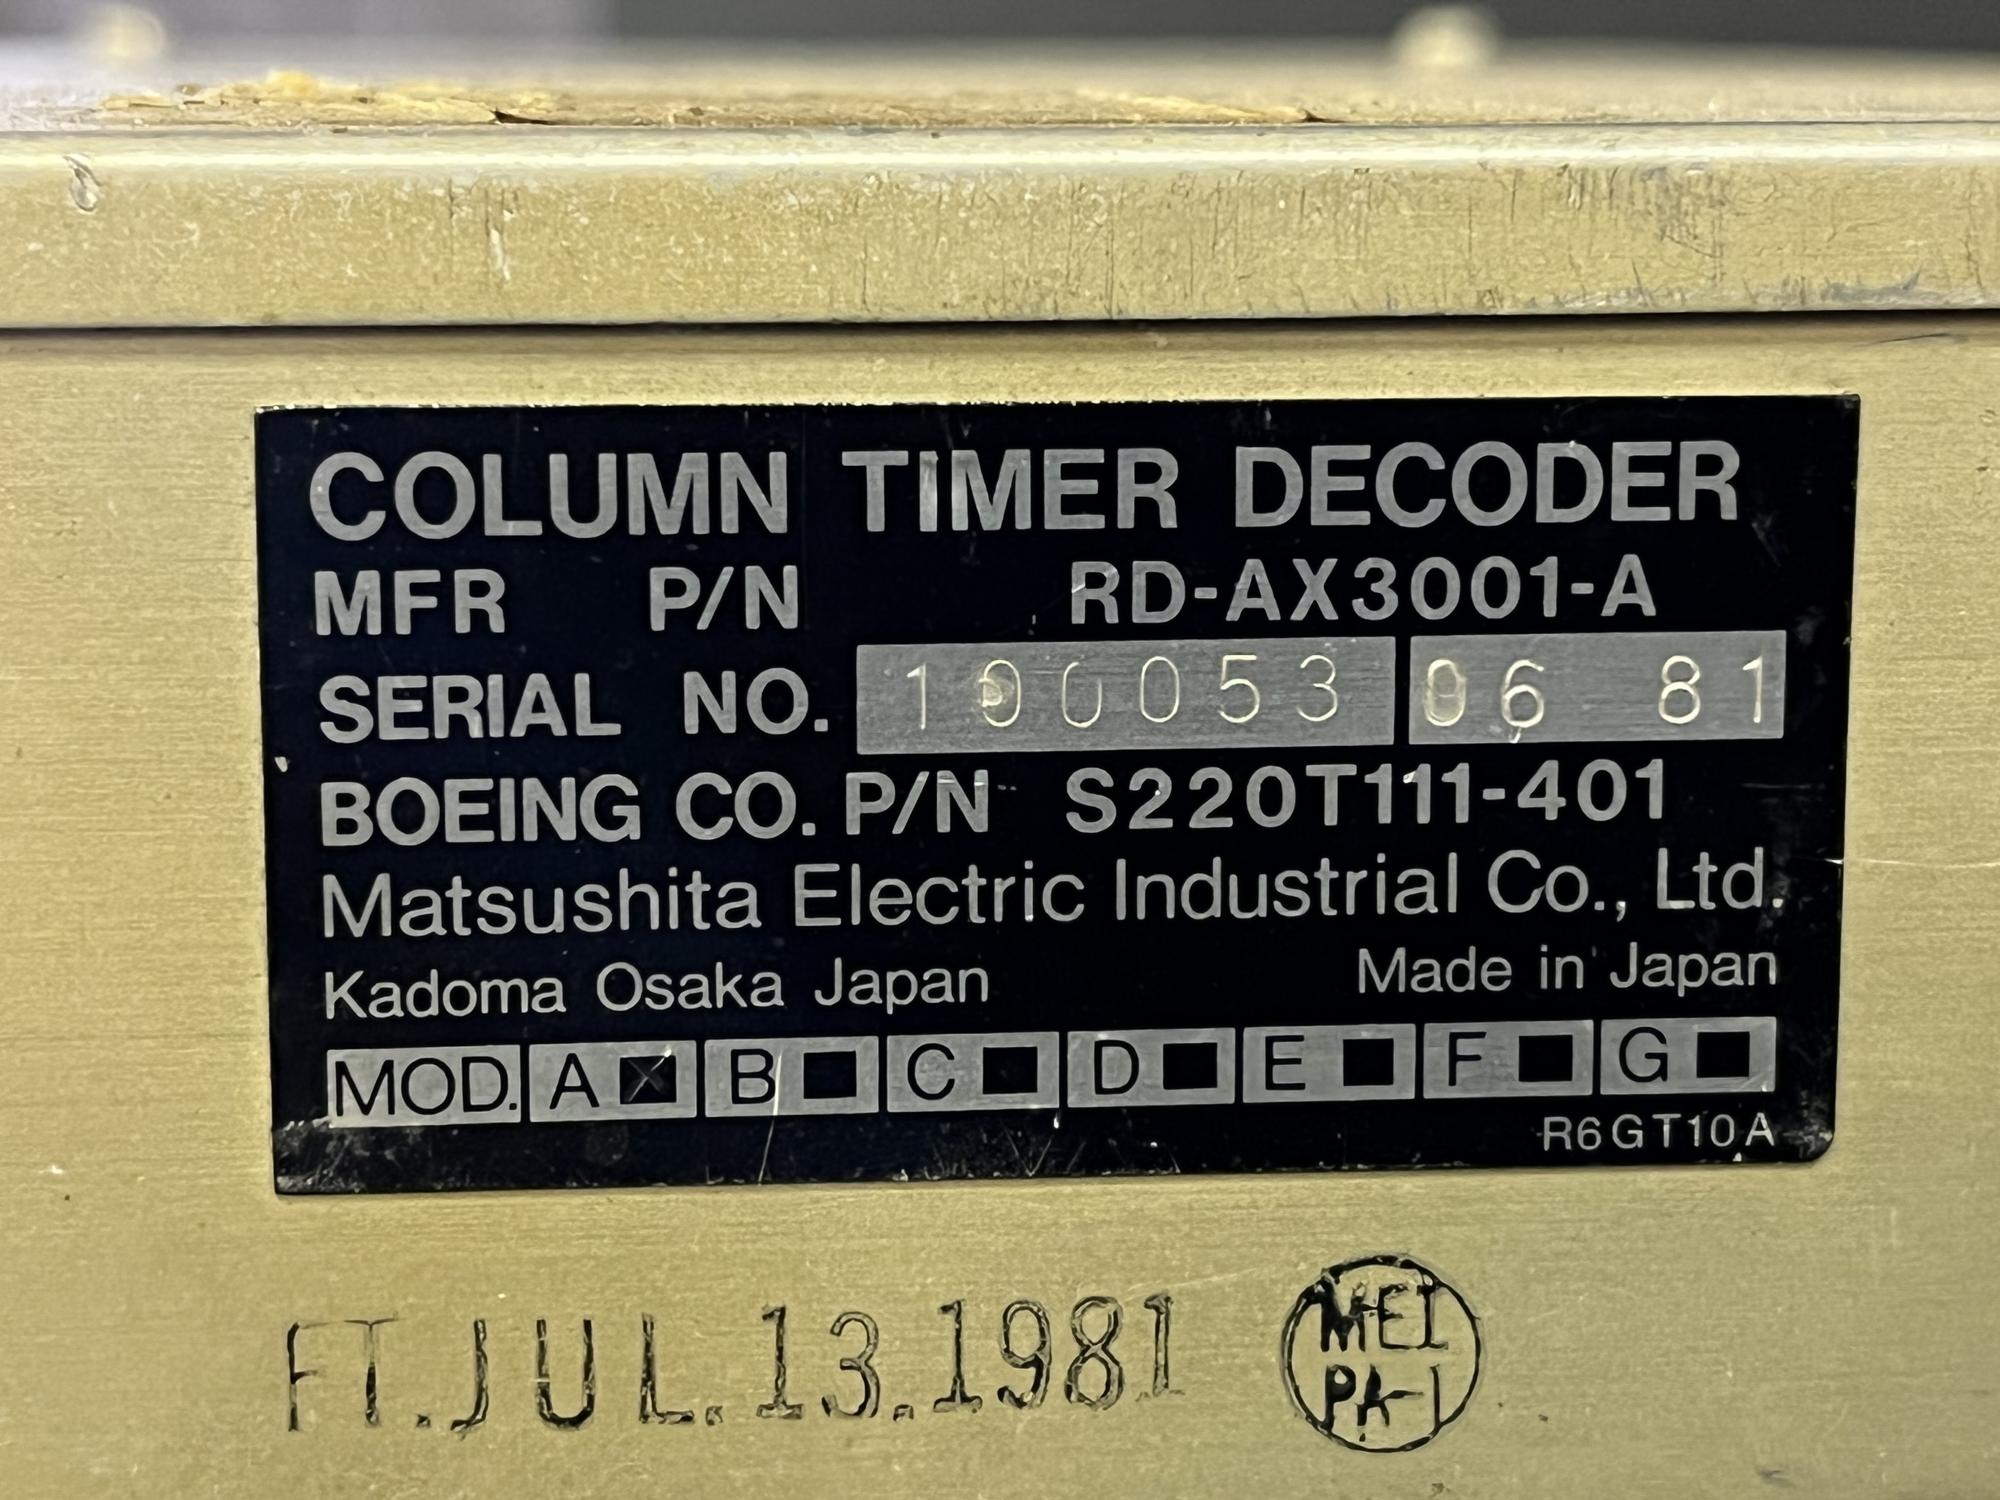 COLUMN TIMER DECODER
MFR P/N RD-AX3001-A
SERIAL NO. 100053 06 81
BOEING CO. P/N S220T111-401
Matsushita Electric Industrial Co., Ltd.
Kadoma Osaka Japan Made in Japan
MOD. A B C D E F G
R6GT10A
FT.JUL.13.1981
MEI
PA-1